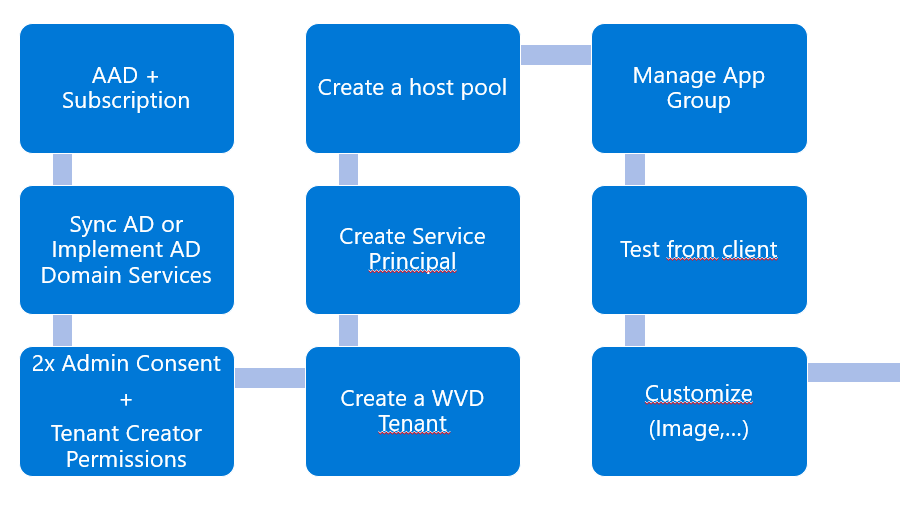 AAD +
Subscription
Sync AD or
Implement AD
Domain Services
2x Admin Consent
+
Tenant Creator
Permissions
Create a WVD
Tenant
Create Service
Principal
Create a host pool
Manage App
Group
Test from client
Customize
(Image,...)